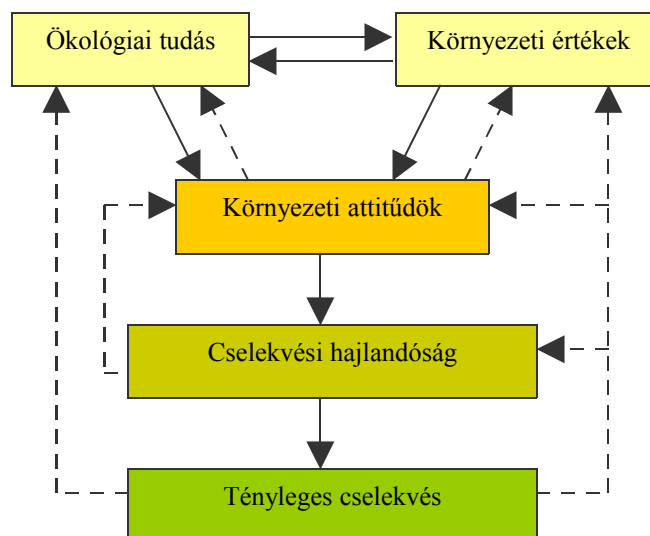 Ökológiai tudás
Környezeti értékek
Környezeti attitűdök
Cselekvési hajlandóság
Tényleges cselekvés